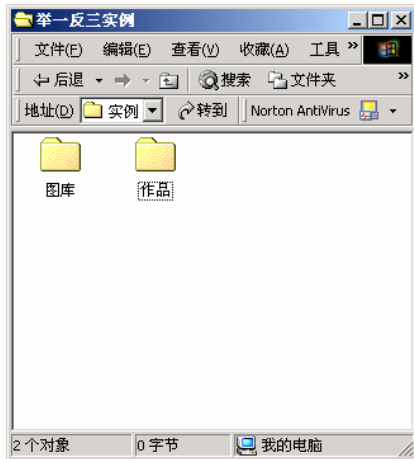 举一反三实例
文件(F) 编辑(E) 查看(V) 收藏(A) 工具 »
后退 搜索 文件夹 »
地址(D) 实例 转到 Norton AntiVirus
图库 作品
2 个对象 0 字节 我的电脑